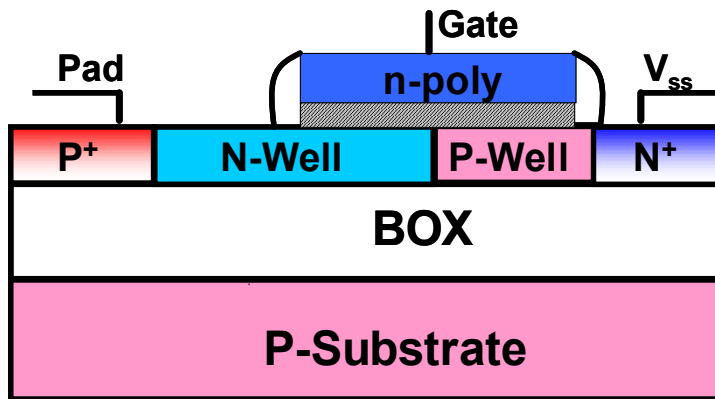 Gate
Pad
n-poly
Vss
P+
N-Well
P-Well
N+
BOX
P-Substrate